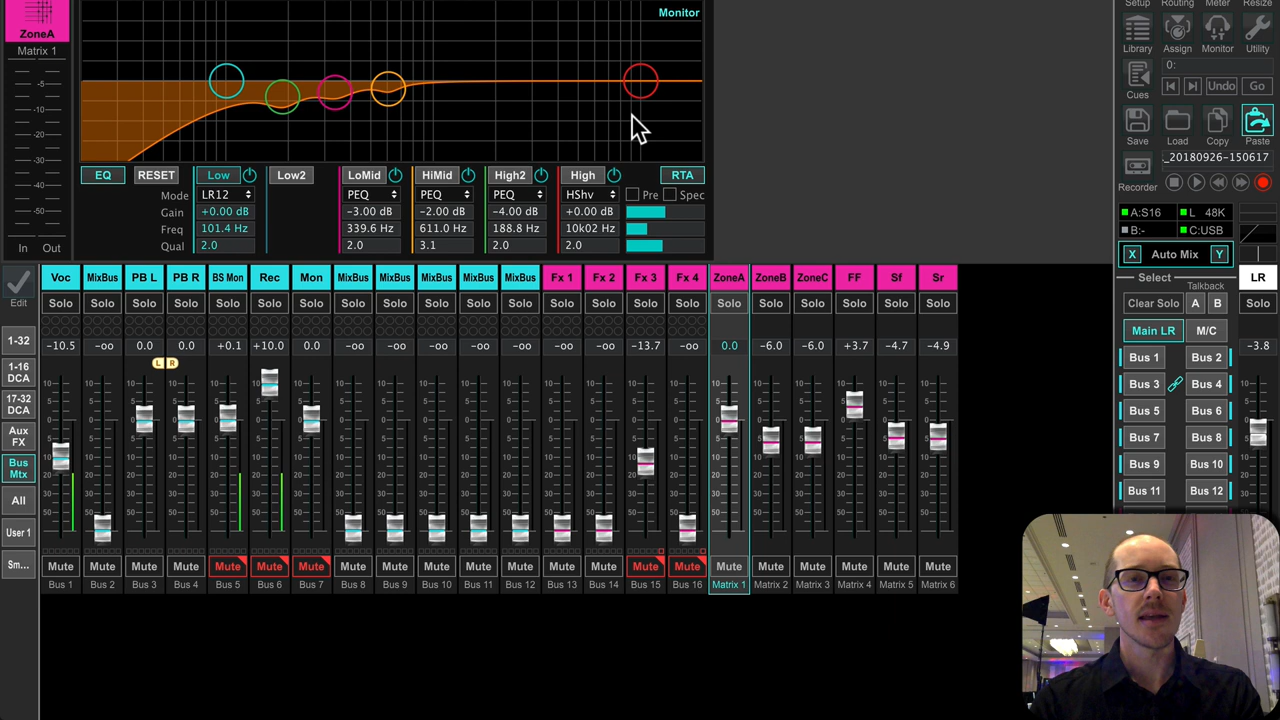 ZoneA
Matrix 1
-5
-10
-20
-30
-40
-50
In Out
Monitor
EQ RESET Low Low2 LoMid HiMid High2 High RTA
Mode LR12 PEQ PEQ PEQ HShv Pre Spec
Gain +0.00 dB -3.00 dB -2.00 dB -4.00 dB +0.00 dB
Freq 101.4 Hz 339.6 Hz 611.0 Hz 188.8 Hz 10k02 Hz
Qual 2.0 2.0 3.1 2.0 2.0
Setup Routing Meter Resize
Library Assign Monitor Utility
0:
Cues Undo Go
Save Load Copy Paste
_20180926-150617
Recorder
A:S16 L 48K
B:- C:USB
X Auto Mix Y
Select
Talkback
Clear Solo A B
Main LR M/C
Bus 1 Bus 2
Bus 3 Bus 4
Bus 5 Bus 6
Bus 7 Bus 8
Bus 9 Bus 10
Bus 11 Bus 12
LR
Solo
-3.8
Edit
1-32
1-16
DCA
17-32
DCA
Aux
FX
Bus
Mtx
All
User 1
Sm...
Voc MixBus PB L PB R BS Mon Rec Mon MixBus MixBus MixBus MixBus MixBus Fx 1 Fx 2 Fx 3 Fx 4 ZoneA ZoneB ZoneC FF Sf Sr
Solo Solo Solo Solo Solo Solo Solo Solo Solo Solo Solo Solo Solo Solo Solo Solo Solo Solo Solo Solo Solo Solo
-10.5 -oo 0.0 0.0 +0.1 +10.0 0.0 -oo -oo -oo -oo -oo -oo -oo -13.7 -oo 0.0 -6.0 -6.0 +3.7 -4.7 -4.9
L R
Mute Mute Mute Mute Mute Mute Mute Mute Mute Mute Mute Mute Mute Mute Mute Mute Mute Mute Mute Mute Mute Mute
Bus 1 Bus 2 Bus 3 Bus 4 Bus 5 Bus 6 Bus 7 Bus 8 Bus 9 Bus 10 Bus 11 Bus 12 Bus 13 Bus 14 Bus 15 Bus 16 Matrix 1 Matrix 2 Matrix 3 Matrix 4 Matrix 5 Matrix 6